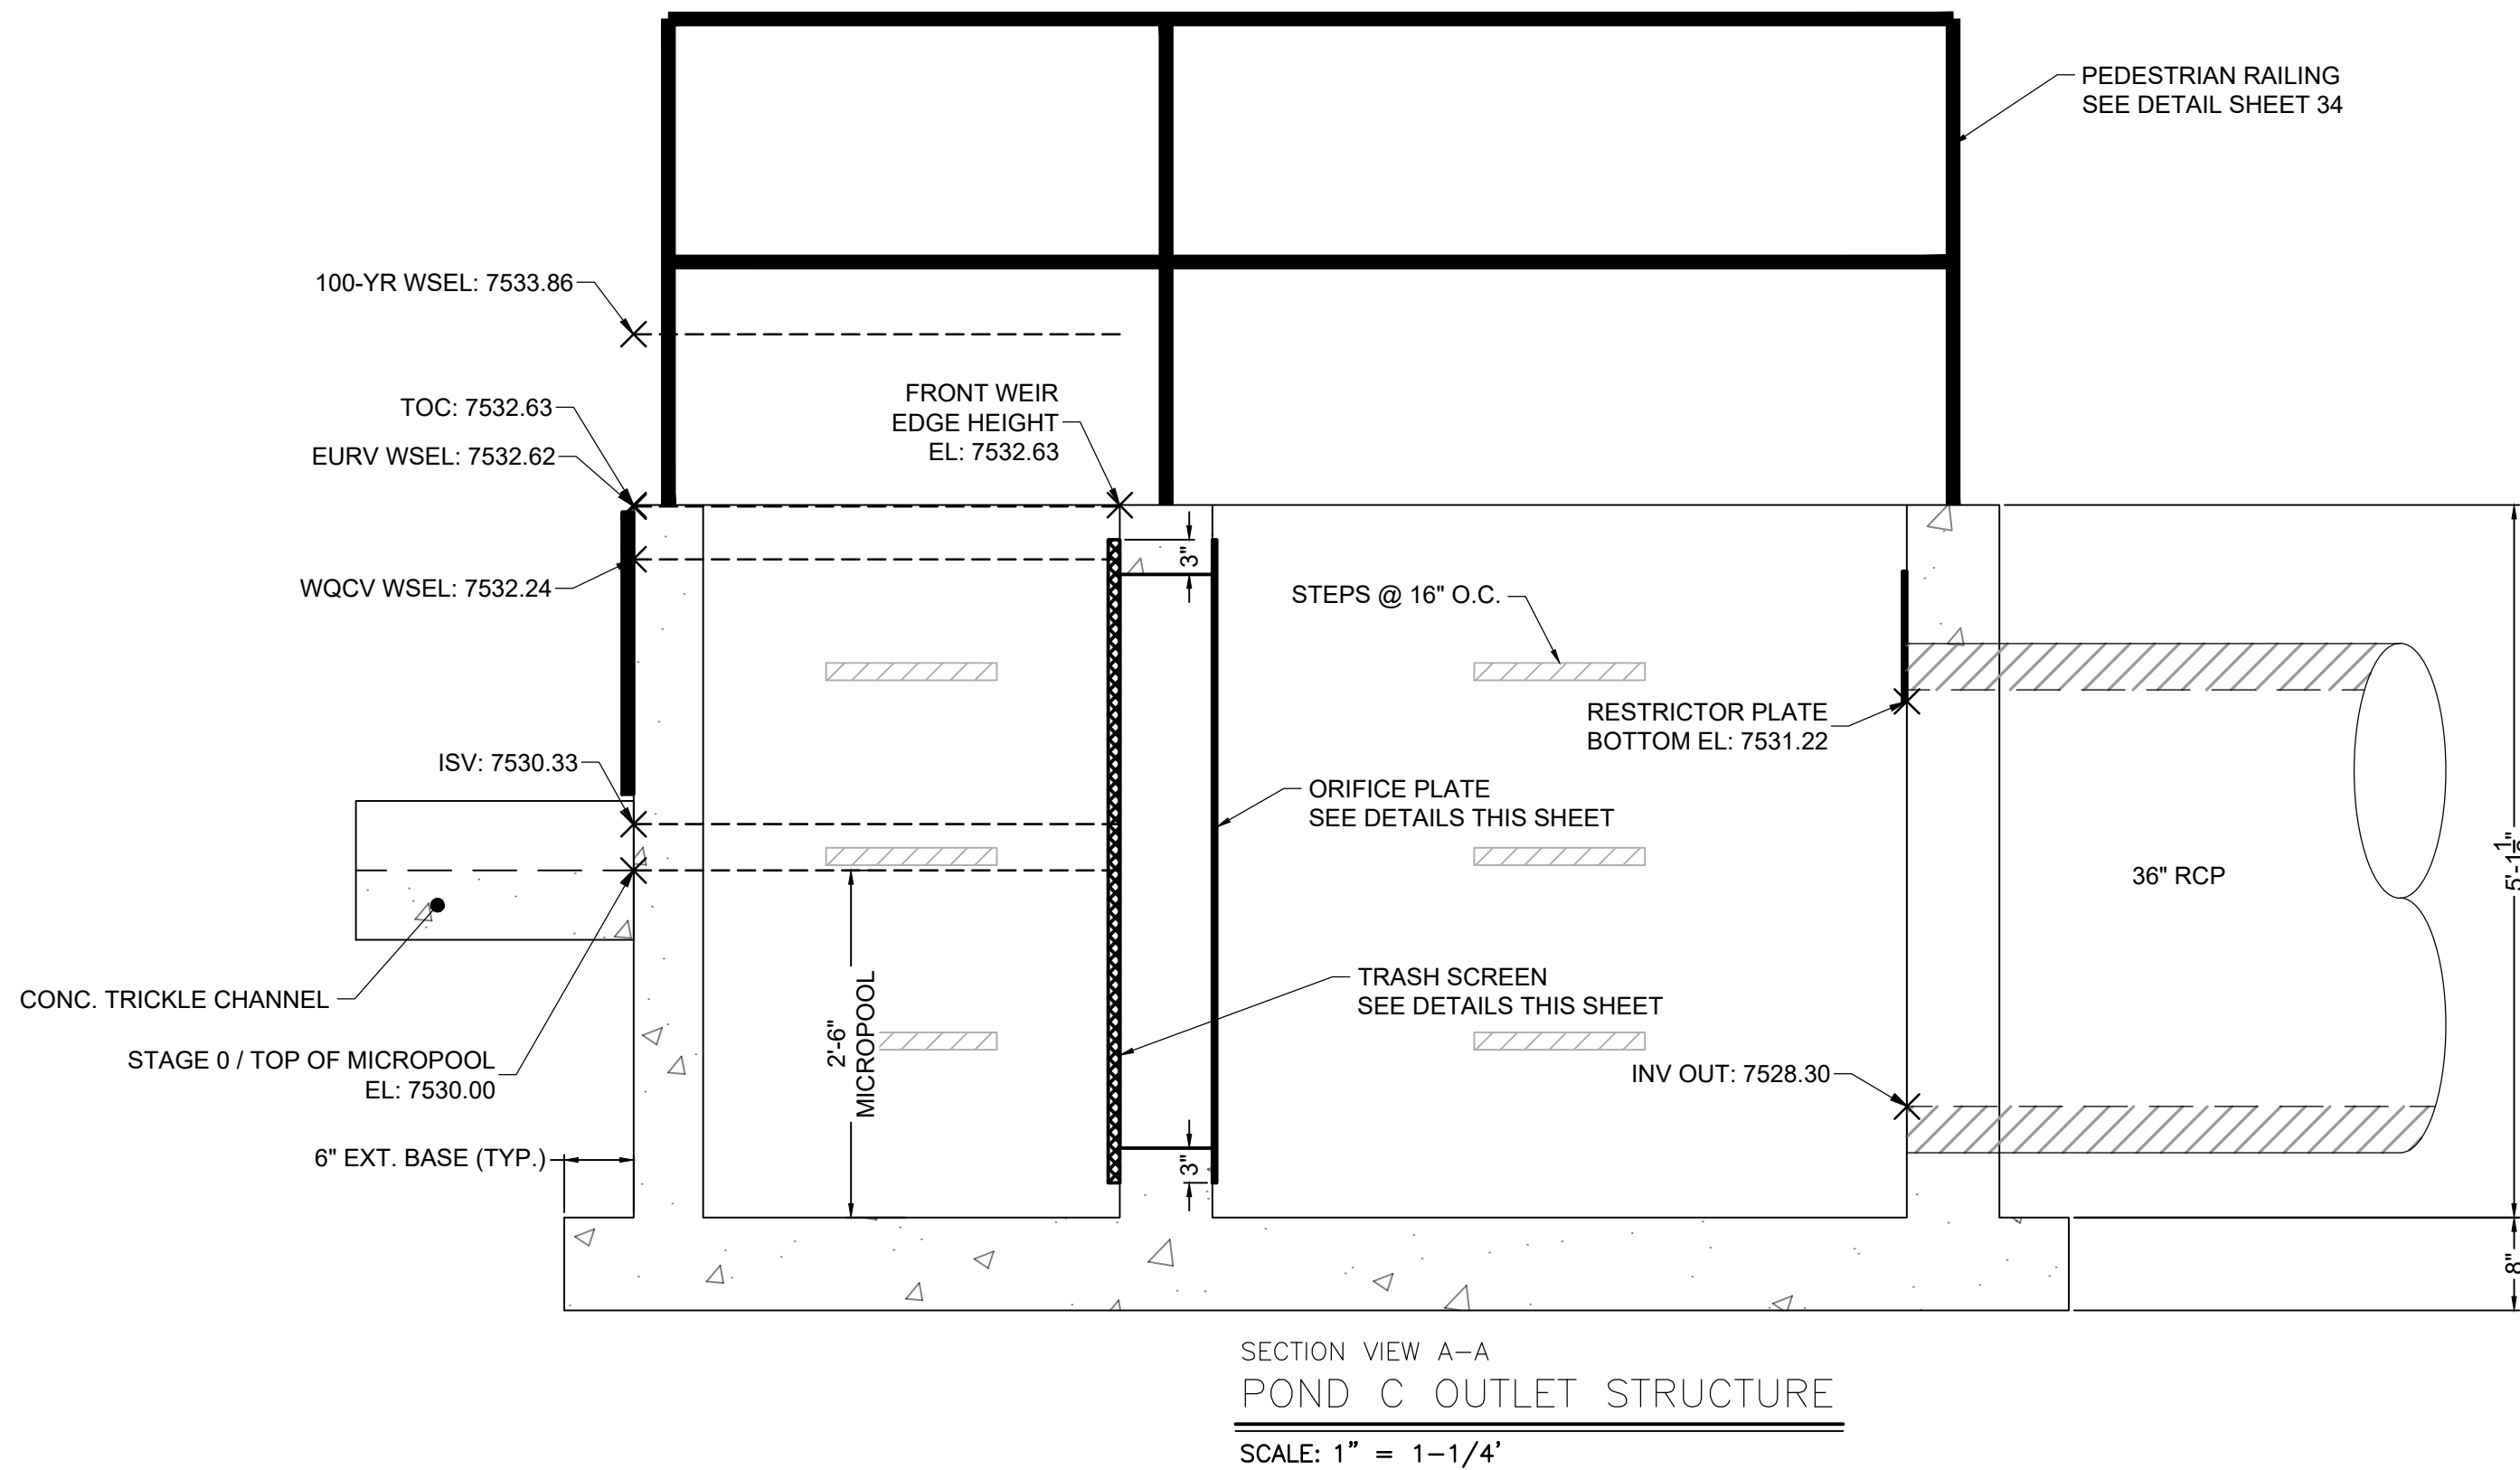 PEDESTRIAN RAILING
SEE DETAIL SHEET 34
100-YR WSEL: 7533.86
TOC: 7532.63
EURV WSEL: 7532.62
FRONT WEIR
EDGE HEIGHT
EL: 7532.63
3"
WQCV WSEL: 7532.24
STEPS @ 16" O.C.
RESTRICTOR PLATE
BOTTOM EL: 7531.22
ISV: 7530.33
ORIFICE PLATE
SEE DETAILS THIS SHEET
36" RCP
CONC. TRICKLE CHANNEL
TRASH SCREEN
SEE DETAILS THIS SHEET
2'-6"
MICROPOOL
STAGE 0 / TOP OF MICROPOOL
EL: 7530.00
INV OUT: 7528.30
6" EXT. BASE (TYP.)
3"
8"
SECTION VIEW A-A
POND C OUTLET STRUCTURE
SCALE: 1" = 1-1/4'